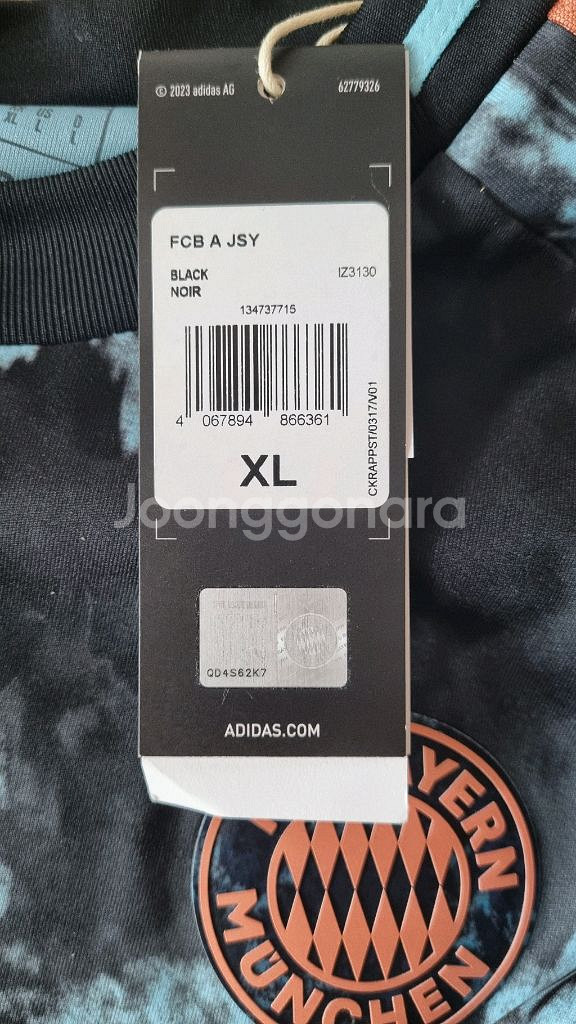 © 2023 adidas AG
62779326
XL
L
D
L
FCB A JSY
BLACK
IZ3130
NOIR
134737715
4 067894 866361
CKRAPPST/0317/V01
XL
Joonggonara
QD4S62K7
ADIDAS.COM
BAYERN
MÜNCHEN